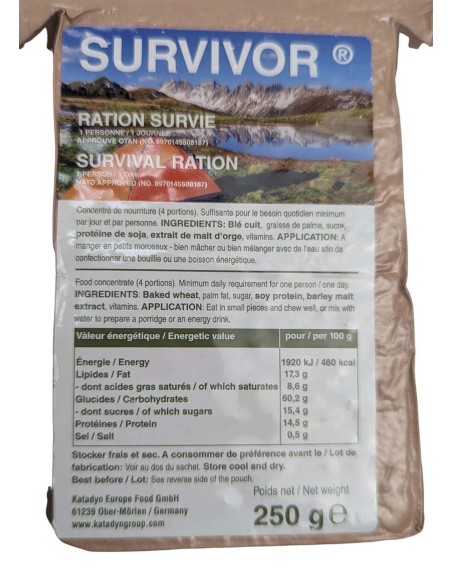 SURVIVOR ®
RATION SURVIE
1 PERSONNE / 1 JOURNÉE
APPROUVE OTAN (NO. 8970145508187)
SURVIVAL RATION
1 PERSON / 1 DAY
NATO APPROVED (NO. 8970145508187)
Concentré de nourriture (4 portions). Suffisante pour le besoin quotidien minimum
par jour et par personne. INGREDIENTS: Blé cuit, graisse de palme, sucre,
protéine de soja, extrait de malt d'orge, vitamins. APPLICATION: A
manger en petits morceaux - bien mâcher ou bien mélanger avec de l'eau afin de
confectionner une bouillie ou une boisson énergétique.
Food concentrate (4 portions). Minimum daily requirement for one person / one day.
INGREDIENTS: Baked wheat, palm fat, sugar, soy protein, barley malt
extract, vitamins. APPLICATION: Eat in small pieces and chew well, or mix with
water to prepare a porridge or an energy drink.
Valeur énergétique / Energetic value pour / per 100 g
Énergie / Energy 1920 kJ / 460 kcal
Lipides / Fat 17,3 g
- dont acides gras saturés / of which saturates 8,6 g
Glucides / Carbohydrates 60,2 g
- dont sucres / of which sugars 15,4 g
Protéines / Protein 14,5 g
Sel / Salt 0,5 g
Stocker frais et sec. A consommer de préférence avant le / Lot de
fabrication: Voir au dos du sachet. Store cool and dry.
Best before / Lot: See reverse side of the pouch.
Katadyn Europe Food GmbH
61239 Ober-Mörlen / Germany
www.katadyngroup.com
Poids net / Net weight
250 g e